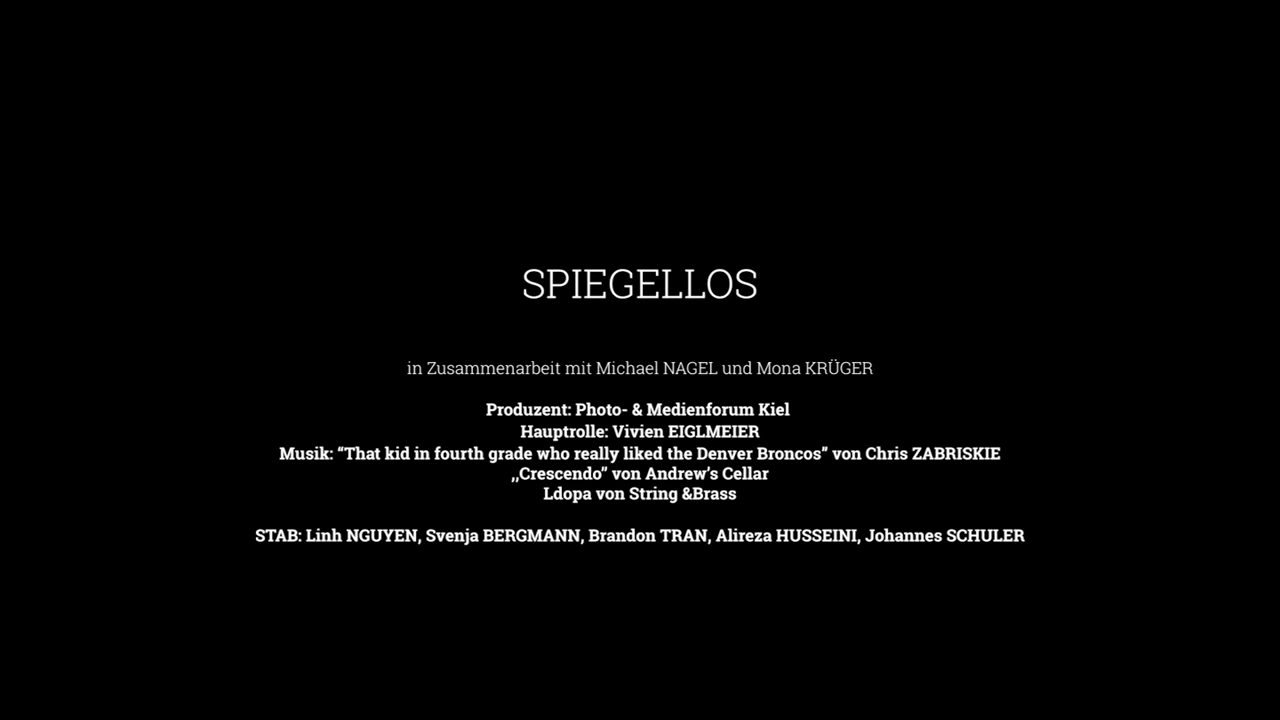 SPIEGELLOS
in Zusammenarbeit mit Michael NAGEL und Mona KRÜGER
Produzent: Photo- & Medienforum Kiel
Hauptrolle: Vivien EIGLMEIER
Musik: “That kid in fourth grade who really liked the Denver Broncos” von Chris ZABRISKIE
,,Crescendo” von Andrew’s Cellar
Ldopa von String &Brass
STAB: Linh NGUYEN, Svenja BERGMANN, Brandon TRAN, Alireza HUSSEINI, Johannes SCHULER